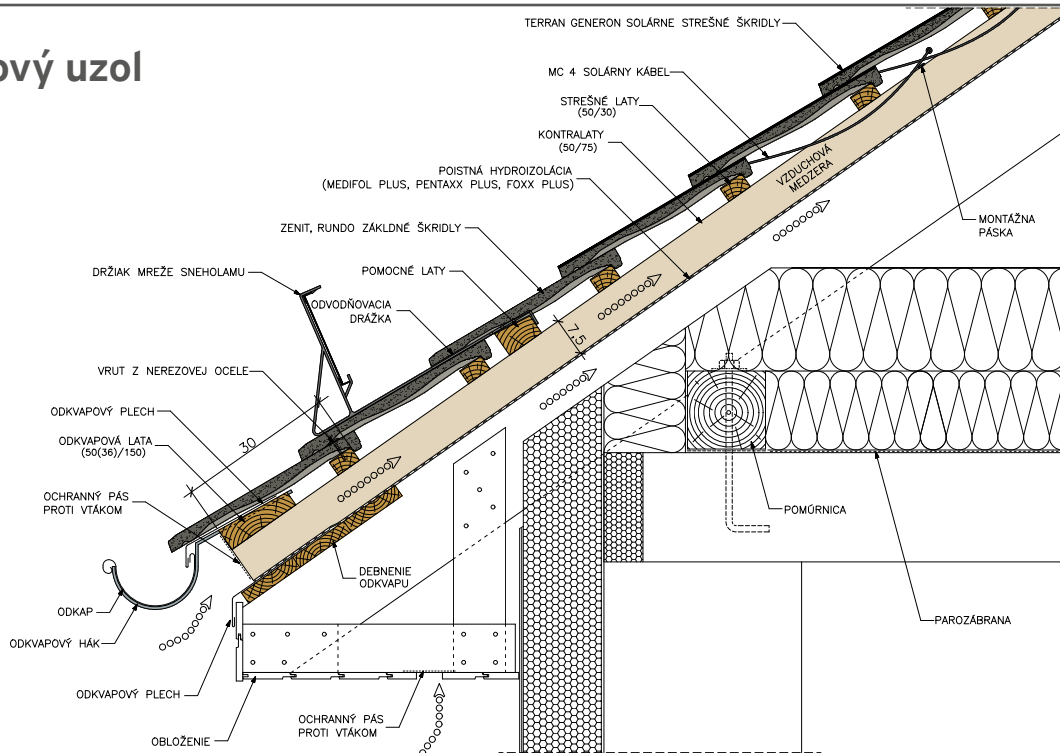 ový uzol
TERRAN GENERON SOLÁRNE STREŠNÉ ŠKRIDLY
MC 4 SOLÁRNY KÁBEL
STREŠNÉ LATY
(50/30)
KONTRALATY
(50/75)
POISTNÁ HYDROIZOLÁCIA
(MEDIFOL PLUS, PENTAXX PLUS, FOXX PLUS)
VZDUCHOVÁ
MEDZERA
MONTÁŽNA
PÁSKA
ZENIT, RUNDO ZÁKLDNÉ ŠKRIDLY
DRŽIAK MREŽE SNEHOLAMU
POMOCNÉ LATY
ODVODŇOVACIA
DRÁŽKA
7,5
VRUT Z NEREZOVEJ OCELE
ODKVAPOVÝ PLECH
30
ODKVAPOVÁ LATA
(50(36)/150)
OCHRANNÝ PÁS
PROTI VTÁKOM
POMÚRNICA
DEBNENIE
ODKVAPU
ODKAP
ODKVAPOVÝ HÁK
PAROZÁBRANA
ODKVAPOVÝ PLECH
OCHRANNÝ PÁS
PROTI VTÁKOM
OBLOŽENIE